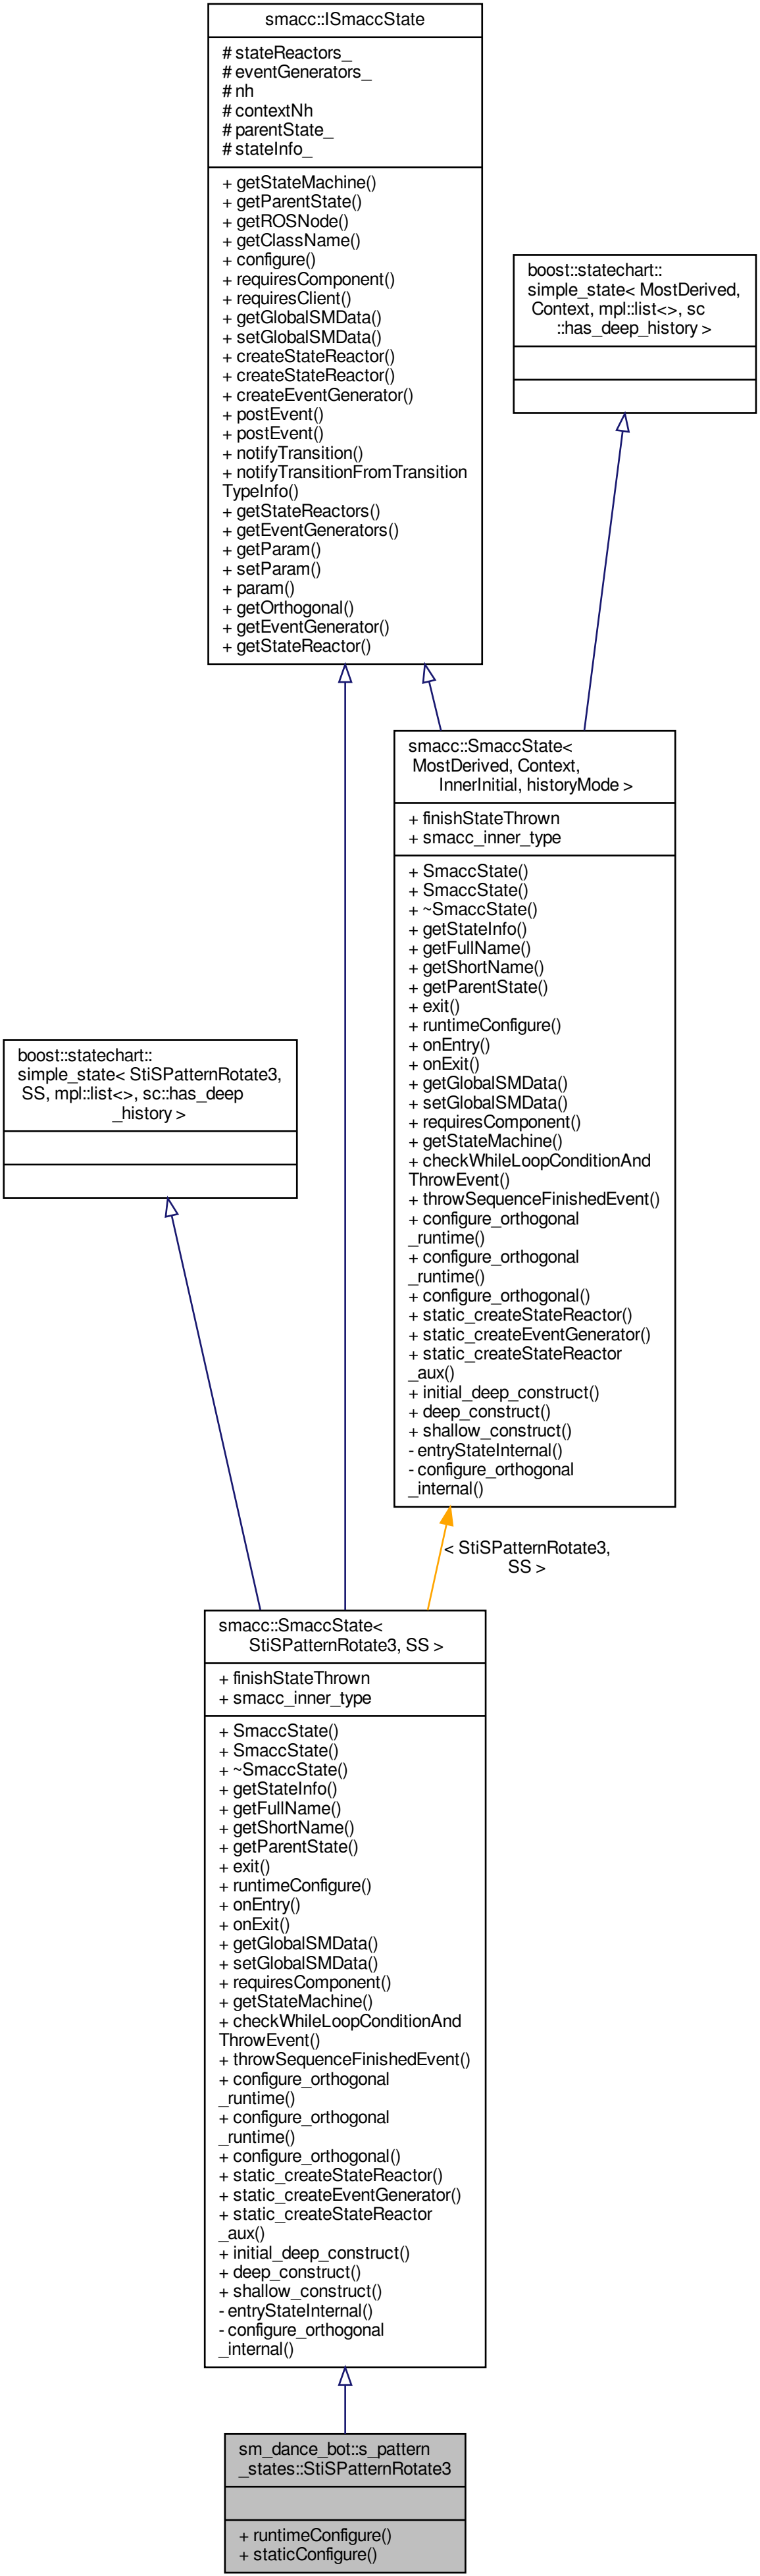 smacc::ISmaccState
# stateReactors_
# eventGenerators_
# nh
# contextNh
# parentState_
# stateInfo_
+ getStateMachine()
+ getParentState()
+ getROSNode()
+ getClassName()
+ configure()
+ requiresComponent()
+ requiresClient()
+ getGlobalSMData()
+ setGlobalSMData()
+ createStateReactor()
+ createStateReactor()
+ createEventGenerator()
+ postEvent()
+ postEvent()
+ notifyTransition()
+ notifyTransitionFromTransition
TypeInfo()
+ getStateReactors()
+ getEventGenerators()
+ getParam()
+ setParam()
+ param()
+ getOrthogonal()
+ getEventGenerator()
+ getStateReactor()
boost::statechart::
simple_state< MostDerived,
Context, mpl::list<>, sc
::has_deep_history >
smacc::SmaccState<
MostDerived, Context,
InnerInitial, historyMode >
+ finishStateThrown
+ smacc_inner_type
+ SmaccState()
+ SmaccState()
+ ~SmaccState()
+ getStateInfo()
+ getFullName()
+ getShortName()
+ getParentState()
+ exit()
+ runtimeConfigure()
+ onEntry()
+ onExit()
+ getGlobalSMData()
+ setGlobalSMData()
+ requiresComponent()
+ getStateMachine()
+ checkWhileLoopConditionAnd
ThrowEvent()
+ throwSequenceFinishedEvent()
+ configure_orthogonal
_runtime()
+ configure_orthogonal
_runtime()
+ configure_orthogonal()
+ static_createStateReactor()
+ static_createEventGenerator()
+ static_createStateReactor
_aux()
+ initial_deep_construct()
+ deep_construct()
+ shallow_construct()
- entryStateInternal()
- configure_orthogonal
_internal()
boost::statechart::
simple_state< StiSPatternRotate3,
SS, mpl::list<>, sc::has_deep
_history >
< StiSPatternRotate3,
SS >
smacc::SmaccState<
StiSPatternRotate3, SS >
+ finishStateThrown
+ smacc_inner_type
+ SmaccState()
+ SmaccState()
+ ~SmaccState()
+ getStateInfo()
+ getFullName()
+ getShortName()
+ getParentState()
+ exit()
+ runtimeConfigure()
+ onEntry()
+ onExit()
+ getGlobalSMData()
+ setGlobalSMData()
+ requiresComponent()
+ getStateMachine()
+ checkWhileLoopConditionAnd
ThrowEvent()
+ throwSequenceFinishedEvent()
+ configure_orthogonal
_runtime()
+ configure_orthogonal
_runtime()
+ configure_orthogonal()
+ static_createStateReactor()
+ static_createEventGenerator()
+ static_createStateReactor
_aux()
+ initial_deep_construct()
+ deep_construct()
+ shallow_construct()
- entryStateInternal()
- configure_orthogonal
_internal()
sm_dance_bot::s_pattern
_states::StiSPatternRotate3
+ runtimeConfigure()
+ staticConfigure()